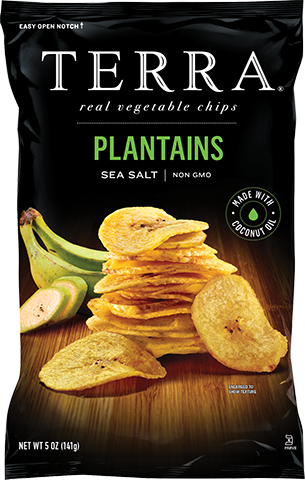 EASY OPEN NOTCH↑
TERRA®
real vegetable chips
PLANTAINS
SEA SALT | NON GMO
MADE WITH
COCONUT OIL
ENLARGED TO
SHOW TEXTURE
NET WT 5 OZ (141g)